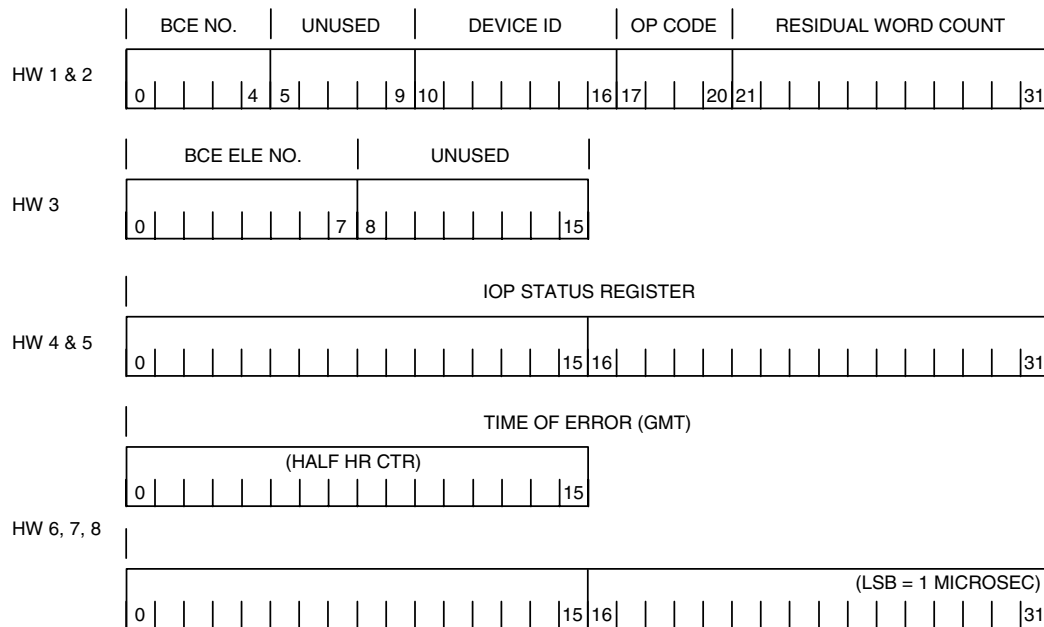 BCE NO. UNUSED DEVICE ID OP CODE RESIDUAL WORD COUNT
HW 1 & 2
0 4 5 9 10 16 17 20 21 31
BCE ELE NO. UNUSED
HW 3
0 7 8 15
IOP STATUS REGISTER
HW 4 & 5
0 15 16 31
TIME OF ERROR (GMT)
(HALF HR CTR)
0 15
HW 6, 7, 8
(LSB = 1 MICROSEC)
0 15 16 31